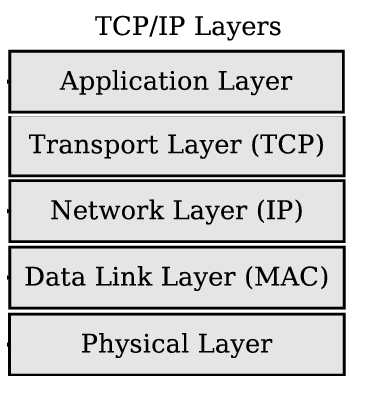 TCP/IP Layers
Application Layer
Transport Layer (TCP)
Network Layer (IP)
Data Link Layer (MAC)
Physical Layer